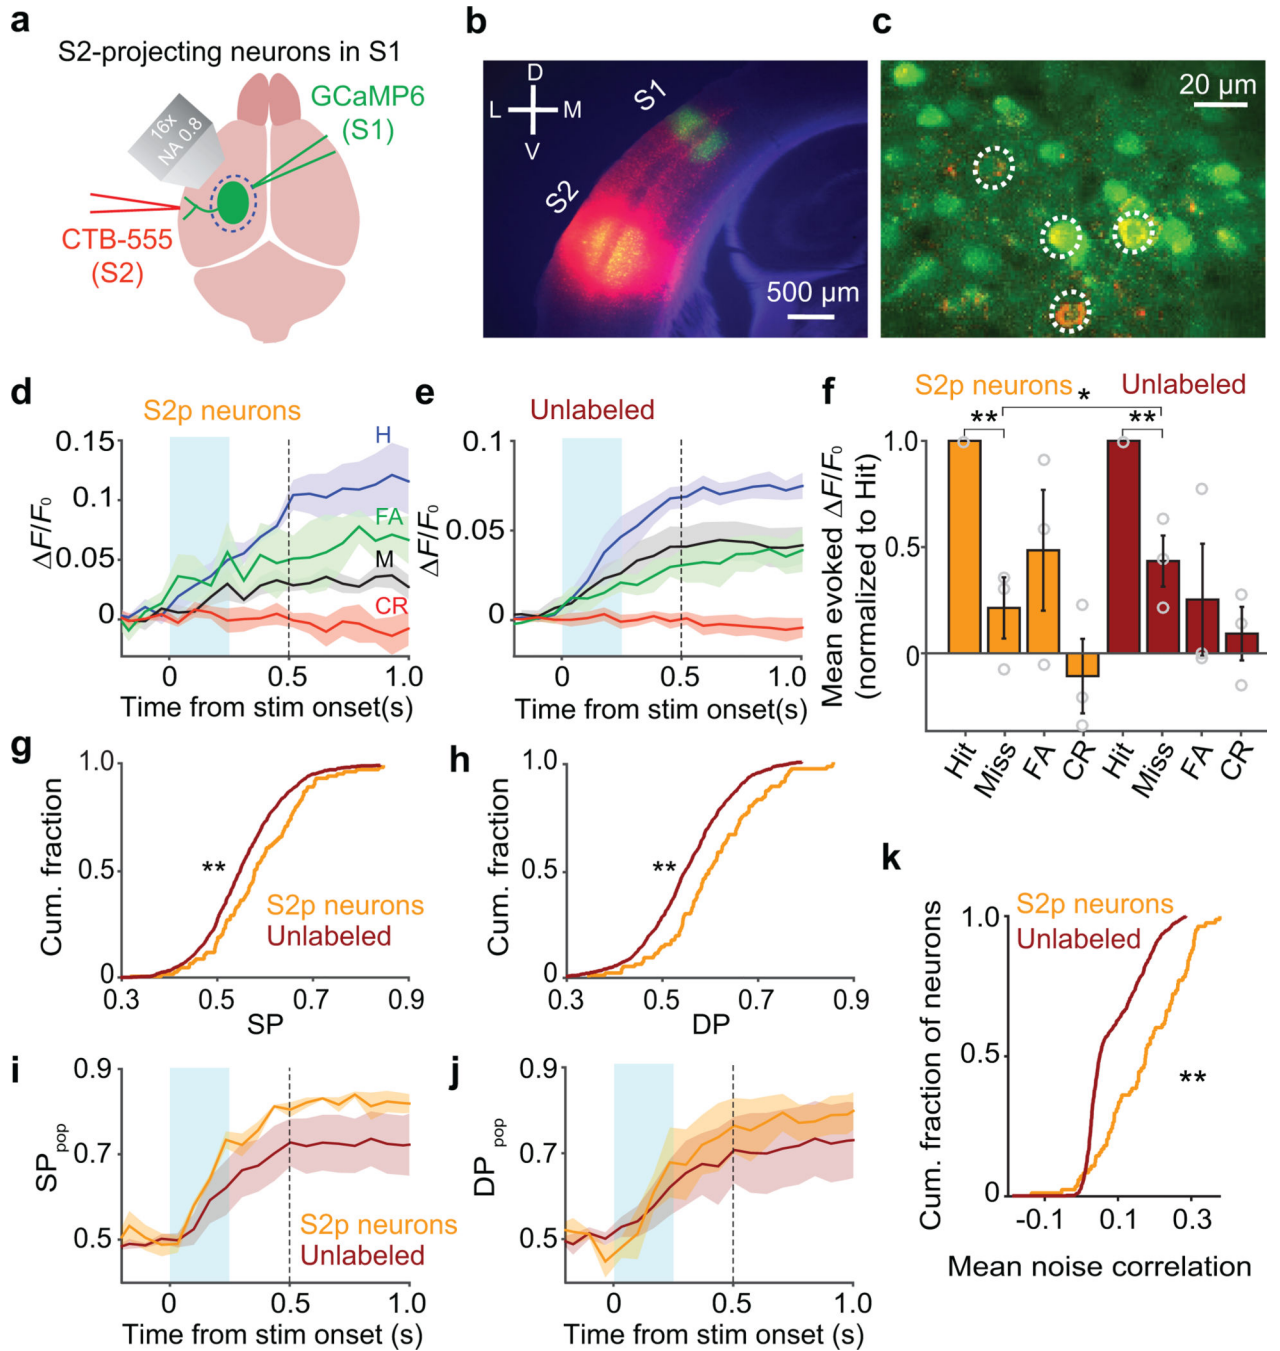 a
S2-projecting neurons in S1
GCaMP6
(S1)
16x
NA 0.8
CTB-555
(S2)
b
D
L
M
V
S1
S2
500 µm
c
20 µm
d
S2p neurons
0.15
0.1
0.05
0
ΔF/F0
H
FA
M
CR
0
0.5
1.0
Time from stim onset(s)
e
Unlabeled
0.1
0.05
0
ΔF/F0
0
0.5
1.0
Time from stim onset(s)
f
S2p neurons
Unlabeled
*
**
**
1
0.5
0
Mean evoked ΔF/F0
(normalized to Hit)
Hit
Miss
FA
CR
Hit
Miss
FA
CR
g
1.0
0.5
0
Cum. fraction
**
S2p neurons
Unlabeled
0.3
0.5
0.7
0.9
SP
h
1.0
0.5
0
Cum. fraction
**
0.3
0.5
0.7
0.9
DP
i
0.9
0.7
0.5
SPpop
S2p neurons
Unlabeled
0
0.5
1.0
Time from stim onset (s)
j
0.9
0.7
0.5
DPpop
0
0.5
1.0
Time from stim onset (s)
k
S2p neurons
Unlabeled
1.0
0.5
0
Cum. fraction of neurons
**
-0.1
0.1
0.3
Mean noise correlation